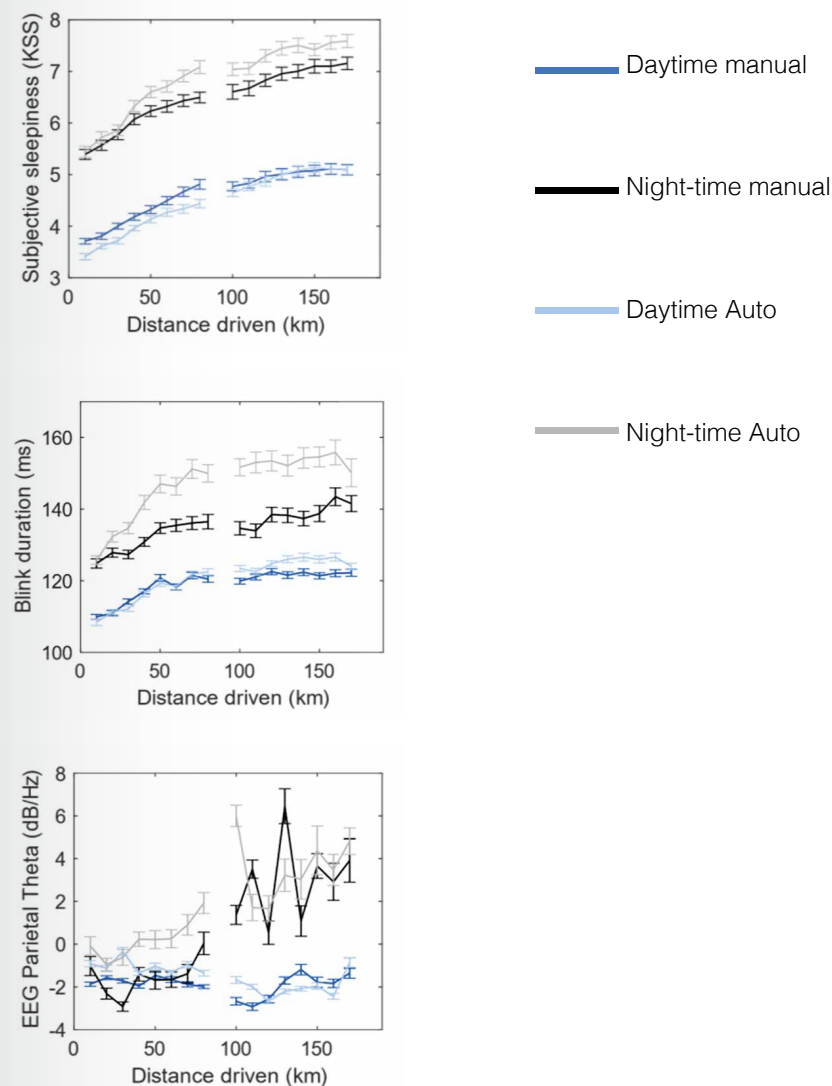 Subjective sleepiness (KSS)
8
7
6
5
4
3
0
50
100
150
Distance driven (km)
Daytime manual
Night-time manual
Daytime Auto
Night-time Auto
Blink duration (ms)
160
140
120
100
0
50
100
150
Distance driven (km)
EEG Parietal Theta (dB/Hz)
8
6
4
2
0
-2
-4
0
50
100
150
Distance driven (km)